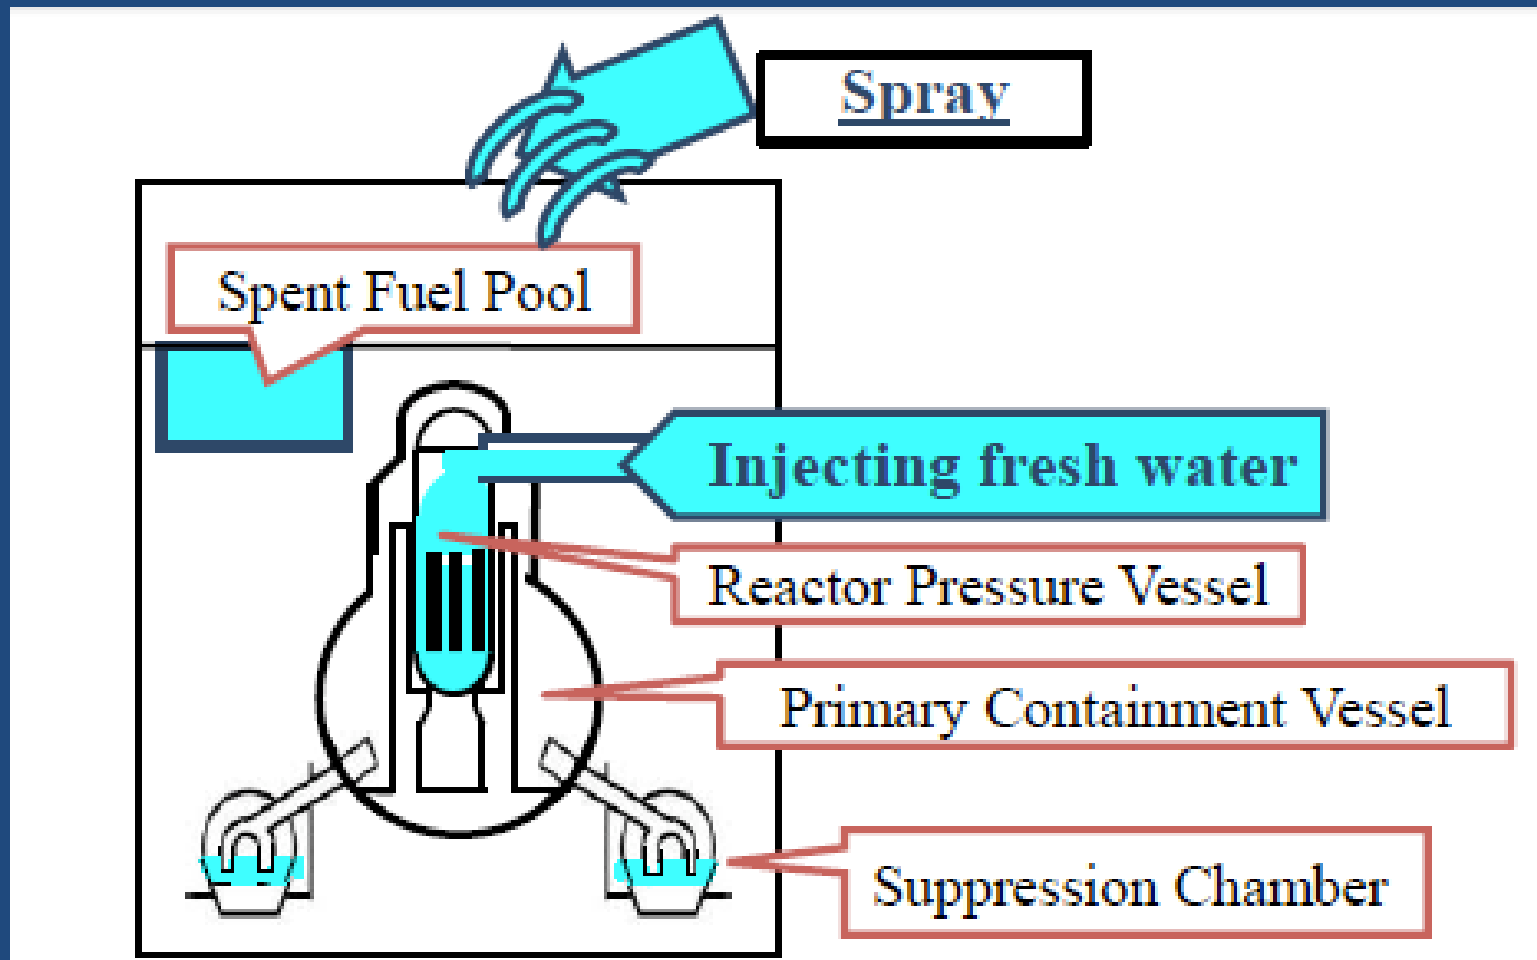 Spray
Spent Fuel Pool
Injecting fresh water
Reactor Pressure Vessel
Primary Containment Vessel
Suppression Chamber